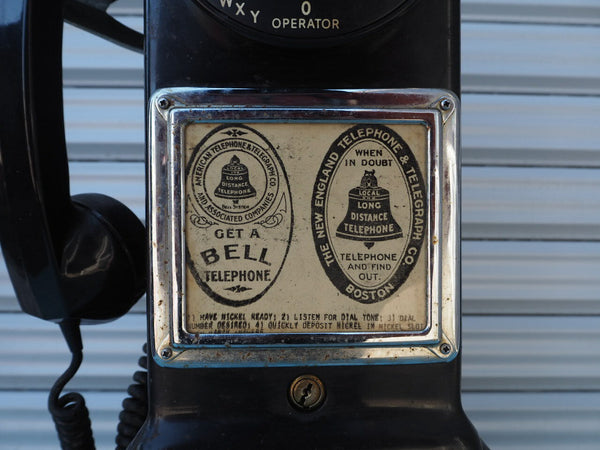 W X Y
0
OPERATOR
AMERICAN TELEPHONE & TELEGRAPH CO.
AND ASSOCIATED COMPANIES
LOCAL
LONG
DISTANCE
TELEPHONE
BELL SYSTEM
GET A
BELL
TELEPHONE
THE NEW ENGLAND TELEPHONE & TELEGRAPH CO
BOSTON
WHEN
IN DOUBT
LOCAL
LONG
DISTANCE
TELEPHONE
TELEPHONE
AND FIND
OUT.
1) HAVE NICKEL READY; 2) LISTEN FOR DIAL TONE; 3) DIAL
NUMBER DESIRED; 4) QUICKLY DEPOSIT NICKEL IN NICKEL SLOT